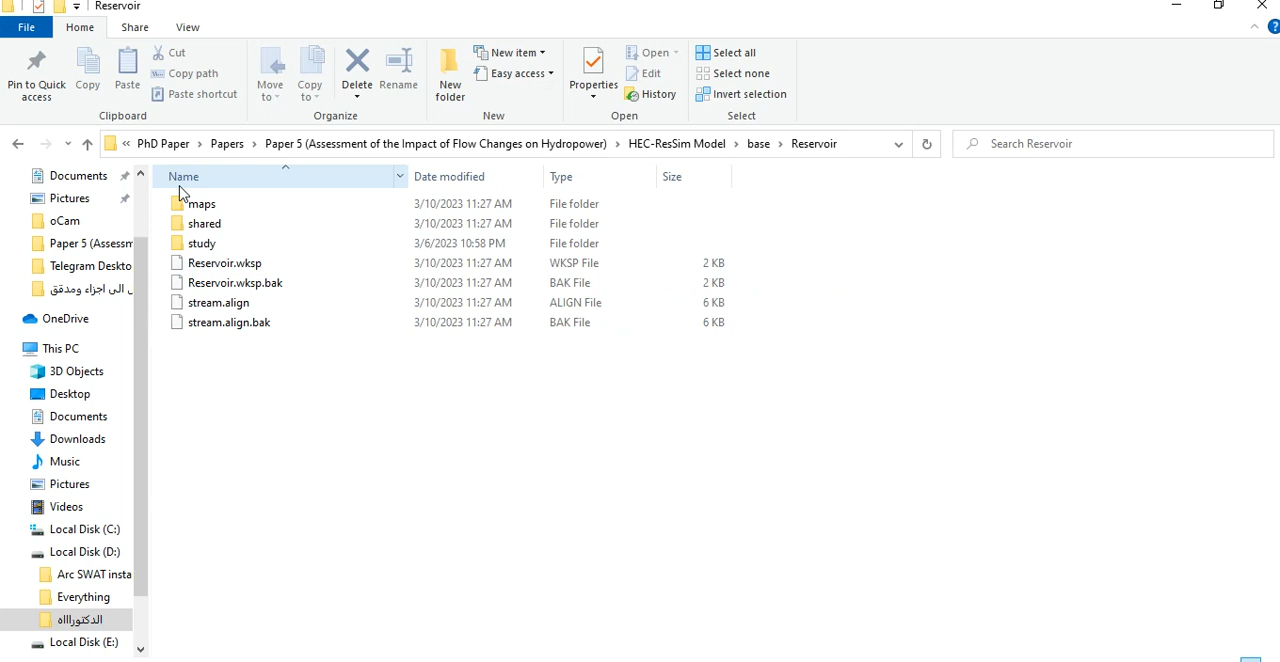 Reservoir
File Home Share View
Pin to Quick access
Copy
Paste
Cut
Copy path
Paste shortcut
Clipboard
Move to
Copy to
Delete
Rename
Organize
New folder
New item
Easy access
New
Properties
Open
Edit
History
Open
Select all
Select none
Invert selection
Select
« PhD Paper › Papers › Paper 5 (Assessment of the Impact of Flow Changes on Hydropower) › HEC-ResSim Model › base › Reservoir
Search Reservoir
Documents
Pictures
oCam
Paper 5 (Assessm
Telegram Deskto
ل الى اجزاء ومدقق
OneDrive
This PC
3D Objects
Desktop
Documents
Downloads
Music
Pictures
Videos
Local Disk (C:)
Local Disk (D:)
Arc SWAT insta
Everything
الدكتورااااه
Local Disk (E:)
Name Date modified Type Size
maps 3/10/2023 11:27 AM File folder
shared 3/10/2023 11:27 AM File folder
study 3/6/2023 10:58 PM File folder
Reservoir.wksp 3/10/2023 11:27 AM WKSP File 2 KB
Reservoir.wksp.bak 3/10/2023 11:27 AM BAK File 2 KB
stream.align 3/10/2023 11:27 AM ALIGN File 6 KB
stream.align.bak 3/10/2023 11:27 AM BAK File 6 KB